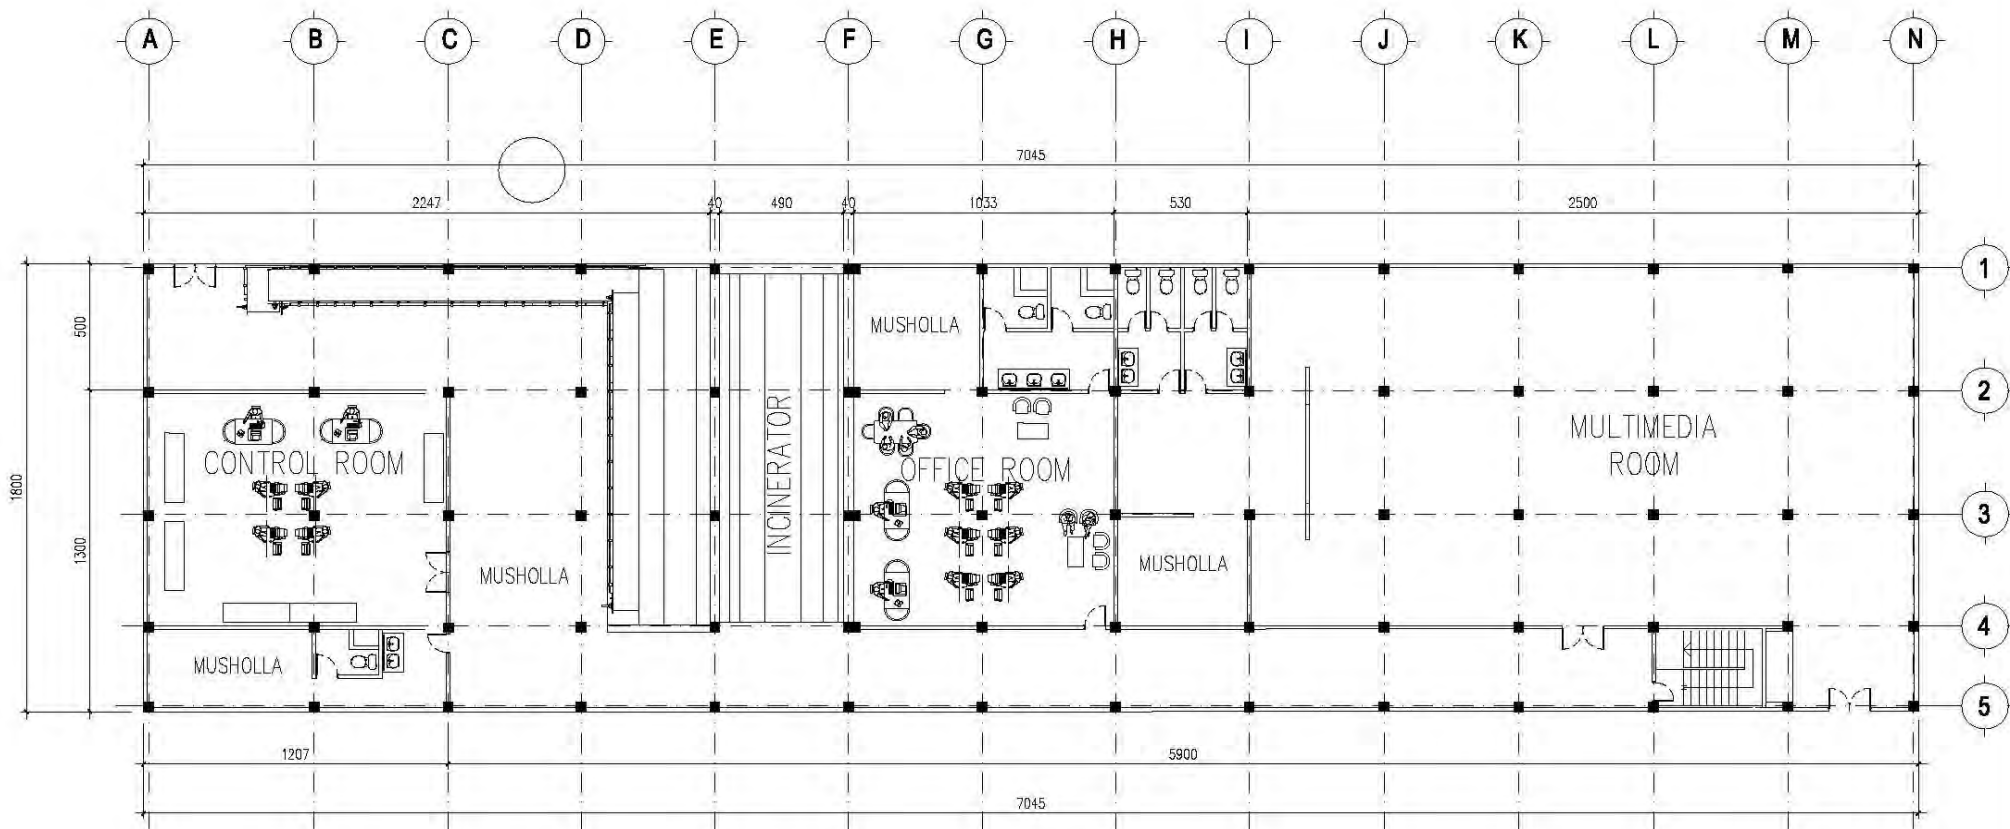 A B C D E F G H I J K L M N
7045
2247 40 490 40 1033 530 2500
1
500
MUSHOLLA
2
MULTIMEDIA
ROOM
CONTROL ROOM
OFFICE ROOM
INCINERATOR
1800
3
1300
MUSHOLLA
MUSHOLLA
4
MUSHOLLA
5
1207 5900
7045